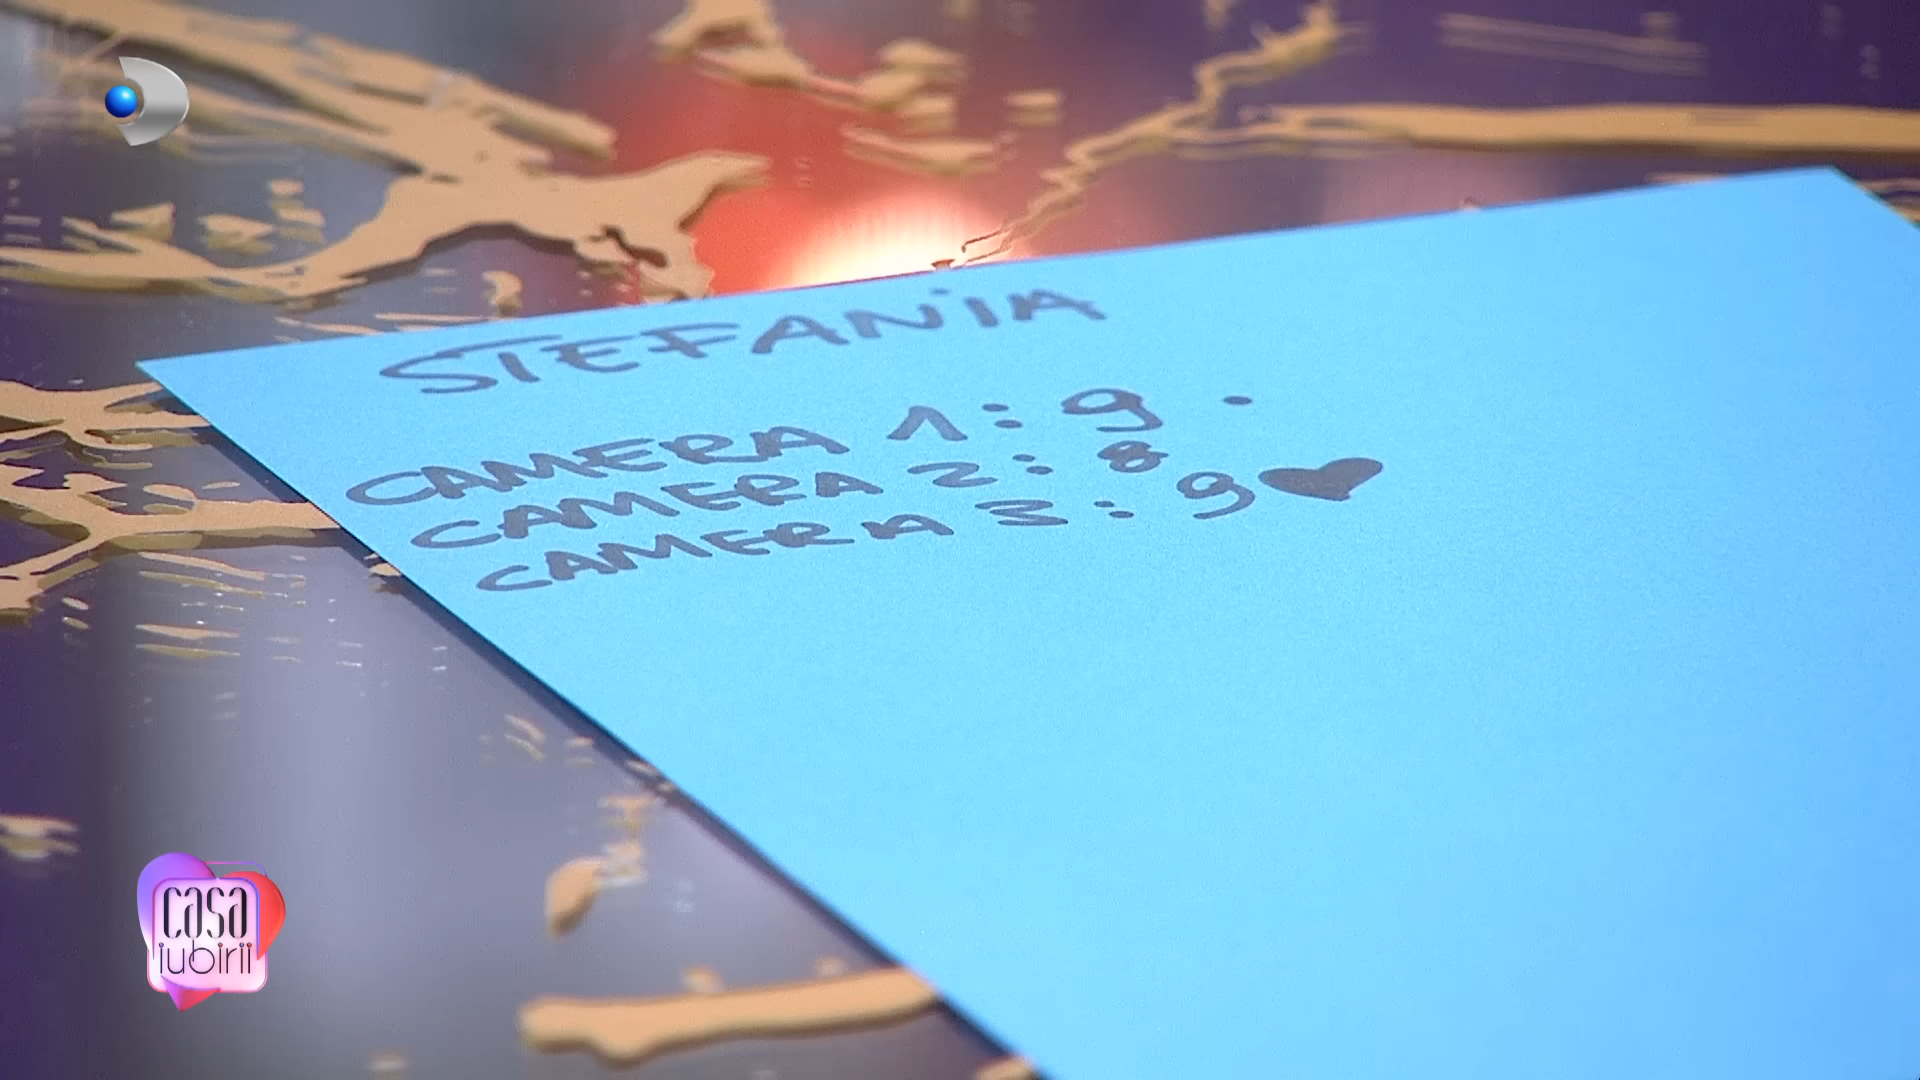 STEFANiA
CAMERA 1: 9.
CAMERA 2: 8
CAMERA 3: 9♥
casa
iubirii